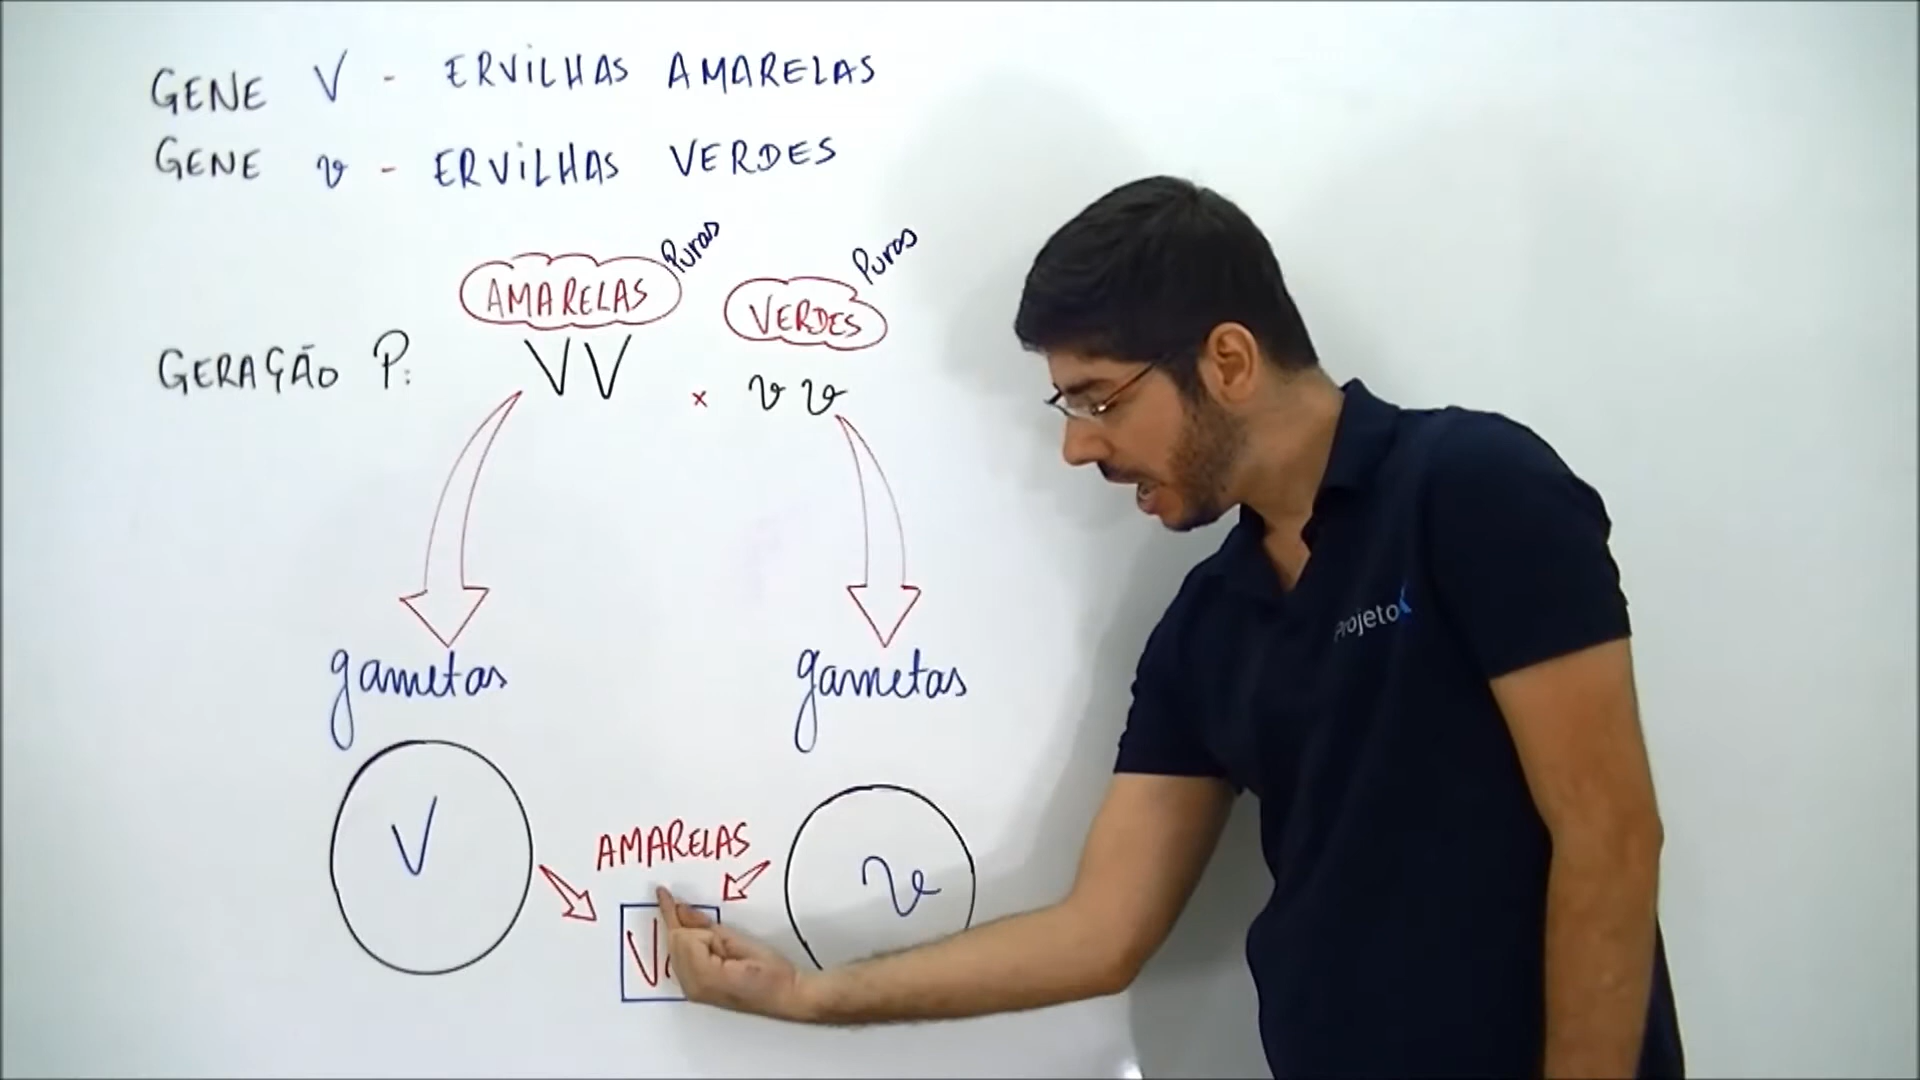 GENE V - ERVILHAS AMARELAS
GENE v - ERVILHAS VERDES
Puras
Puras
AMARELAS
VERDES
GERAÇÃO P: VV x vv
gametas
gametas
V
v
AMARELAS
Projeto